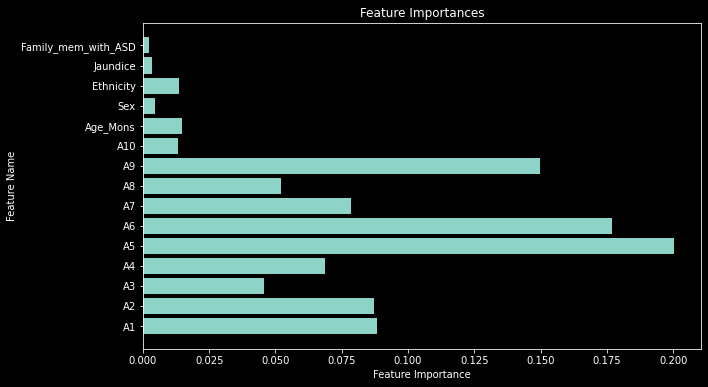 Feature Importances
Feature Name
Family_mem_with_ASD
Jaundice
Ethnicity
Sex
Age_Mons
A10
A9
A8
A7
A6
A5
A4
A3
A2
A1
0.000 0.025 0.050 0.075 0.100 0.125 0.150 0.175 0.200
Feature Importance